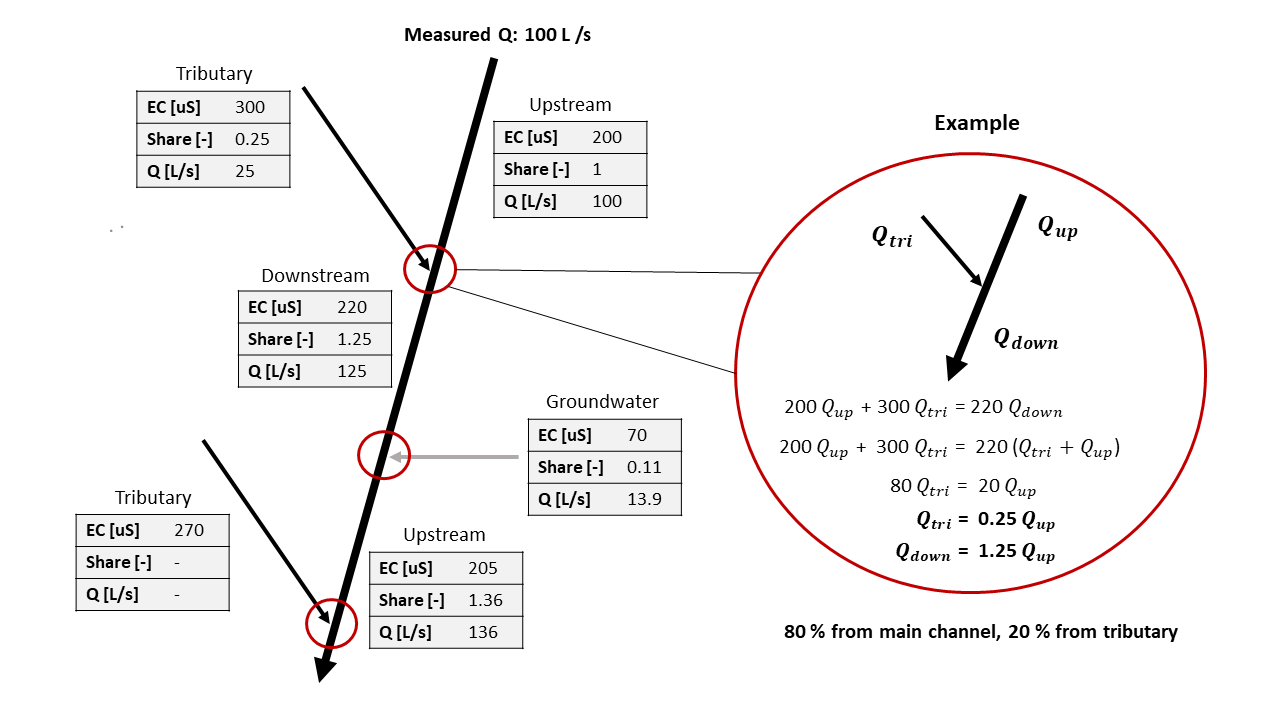 Measured Q: 100 L /s
Tributary
EC [uS] 300
Share [-] 0.25
Q [L/s] 25
Upstream
EC [uS] 200
Share [-] 1
Q [L/s] 100
Downstream
EC [uS] 220
Share [-] 1.25
Q [L/s] 125
Groundwater
EC [uS] 70
Share [-] 0.11
Q [L/s] 13.9
Tributary
EC [uS] 270
Share [-] -
Q [L/s] -
Upstream
EC [uS] 205
Share [-] 1.36
Q [L/s] 136
Example
Q_tri
Q_up
Q_down
200 Q_up + 300 Q_tri = 220 Q_down
200 Q_up + 300 Q_tri = 220 (Q_tri + Q_up)
80 Q_tri = 20 Q_up
Q_tri = 0.25 Q_up
Q_down = 1.25 Q_up
80 % from main channel, 20 % from tributary